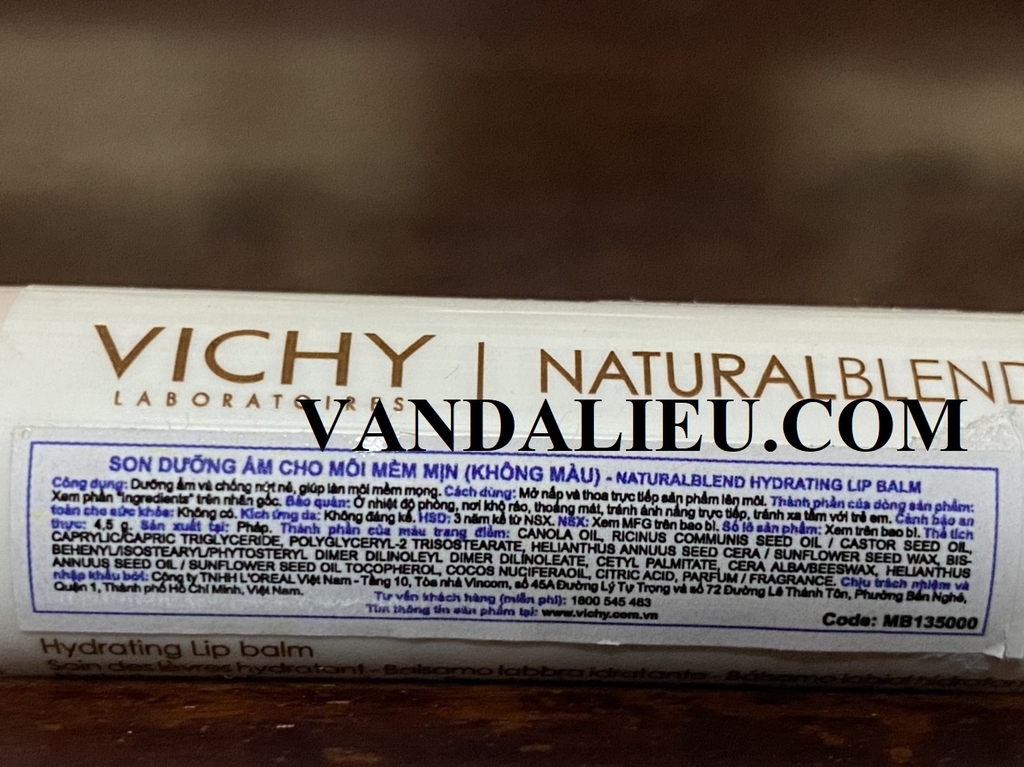 VICHY | NATURALBLEND
LABORATOIRES
VANDALIEU.COM
SON DƯỠNG ẨM CHO MÔI MỀM MỊN (KHÔNG MÀU) - NATURALBLEND HYDRATING LIP BALM
Công dụng: Dưỡng ẩm và chống nứt nẻ, giúp làn môi mềm mọng. Cách dùng: Mở nắp và thoa trực tiếp sản phẩm lên môi. Thành phần của dòng sản phẩm:
Xem phần "Ingredients" trên nhãn gốc. Bảo quản: Ở nhiệt độ phòng, nơi khô ráo, thoáng mát, tránh ánh nắng trực tiếp, tránh xa tầm với trẻ em. Cảnh báo an
toàn cho sức khỏe: Không có. Kích ứng da: Không đáng kể. HSD: 3 năm kể từ NSX. NSX: Xem MFG trên bao bì. Số lô sản phẩm: Xem trên bao bì. Thể tích
thực: 4,5 g. Sản xuất tại: Pháp. Thành phần của màu trang điểm: CANOLA OIL, RICINUS COMMUNIS SEED OIL / CASTOR SEED OIL,
CAPRYLIC/CAPRIC TRIGLYCERIDE, POLYGLYCERYL-2 TRIISOSTEARATE, HELIANTHUS ANNUUS SEED CERA / SUNFLOWER SEED WAX, BIS-
BEHENYL/ISOSTEARYL/PHYTOSTERYL DIMER DILINOLEYL DIMER DILINOLEATE, CETYL PALMITATE, CERA ALBA/BEESWAX, HELIANTHUS
ANNUUS SEED OIL / SUNFLOWER SEED OIL TOCOPHEROL, COCOS NUCIFERAOIL, CITRIC ACID, PARFUM / FRAGRANCE. Chịu trách nhiệm và
nhập khẩu bởi: Công ty TNHH L'OREAL Việt Nam - Tầng 10, Tòa nhà Vincom, số 45A Đường Lý Tự Trọng và số 72 Đường Lê Thánh Tôn, Phường Bến Nghé,
Quận 1, Thành phố Hồ Chí Minh, Việt Nam.
Tư vấn khách hàng (miễn phí): 1800 545 463
Tìm thông tin sản phẩm tại: www.vichy.com.vn
Code: MB135000
Hydrating Lip balm
Soin des lèvres hydratant - Balsamo labbra idratante - Bálsamo labial hidratan